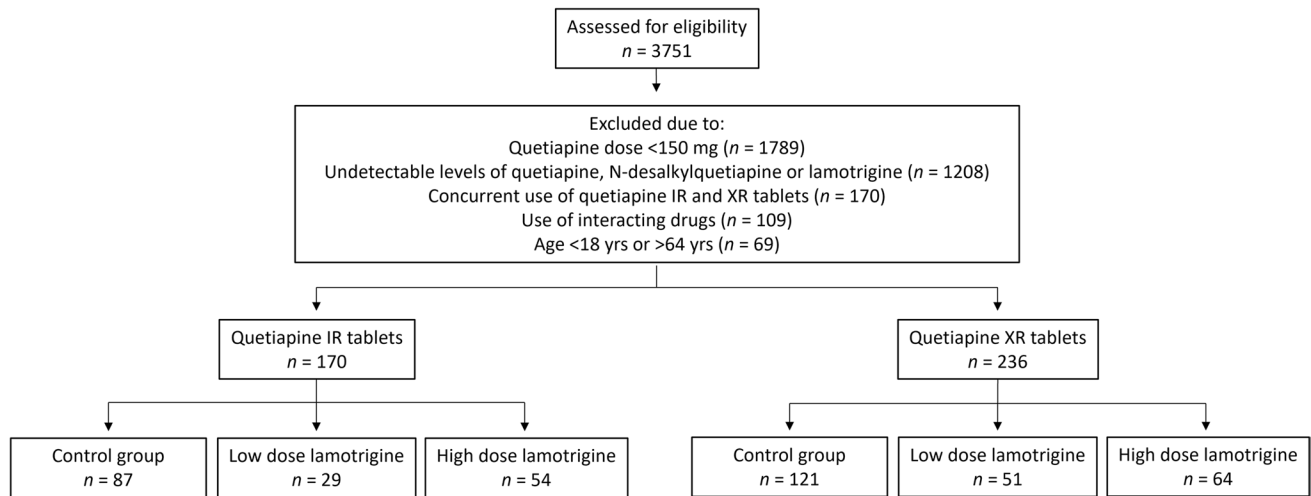 Assessed for eligibility
n = 3751
Excluded due to:
Quetiapine dose <150 mg (n = 1789)
Undetectable levels of quetiapine, N-desalkylquetiapine or lamotrigine (n = 1208)
Concurrent use of quetiapine IR and XR tablets (n = 170)
Use of interacting drugs (n = 109)
Age <18 yrs or >64 yrs (n = 69)
Quetiapine IR tablets
n = 170
Quetiapine XR tablets
n = 236
Control group
n = 87
Low dose lamotrigine
n = 29
High dose lamotrigine
n = 54
Control group
n = 121
Low dose lamotrigine
n = 51
High dose lamotrigine
n = 64